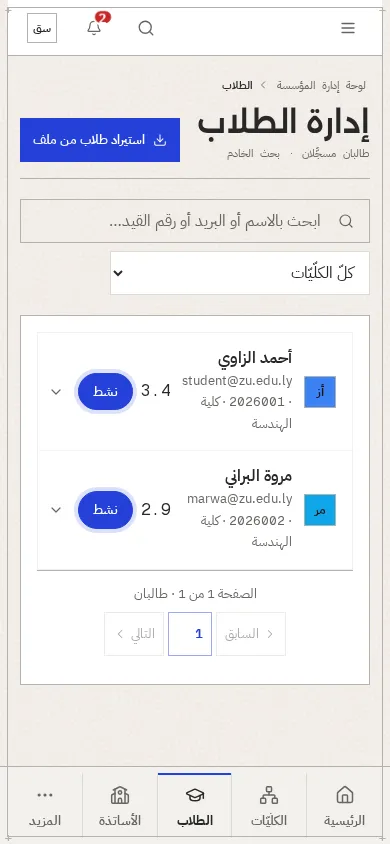 2
سق
لوحة إدارة المؤسسة › الطلاب
إدارة الطلاب
طالبان مسجَّلان · بحث الخادم
استيراد طلاب من ملف
ابحث بالاسم أو البريد أو رقم القيد...
كلّ الكلّيّات
أز
أحمد الزاوي
student@zu.edu.ly
· 2026001 · كلية
الهندسة
3.4
نشط
مر
مروة البراني
marwa@zu.edu.ly
· 2026002 · كلية
الهندسة
2.9
نشط
الصفحة 1 من 1 · طالبان
السابق
1
التالي
الرئيسية
الكلّيّات
الطلاب
الأساتذة
المزيد